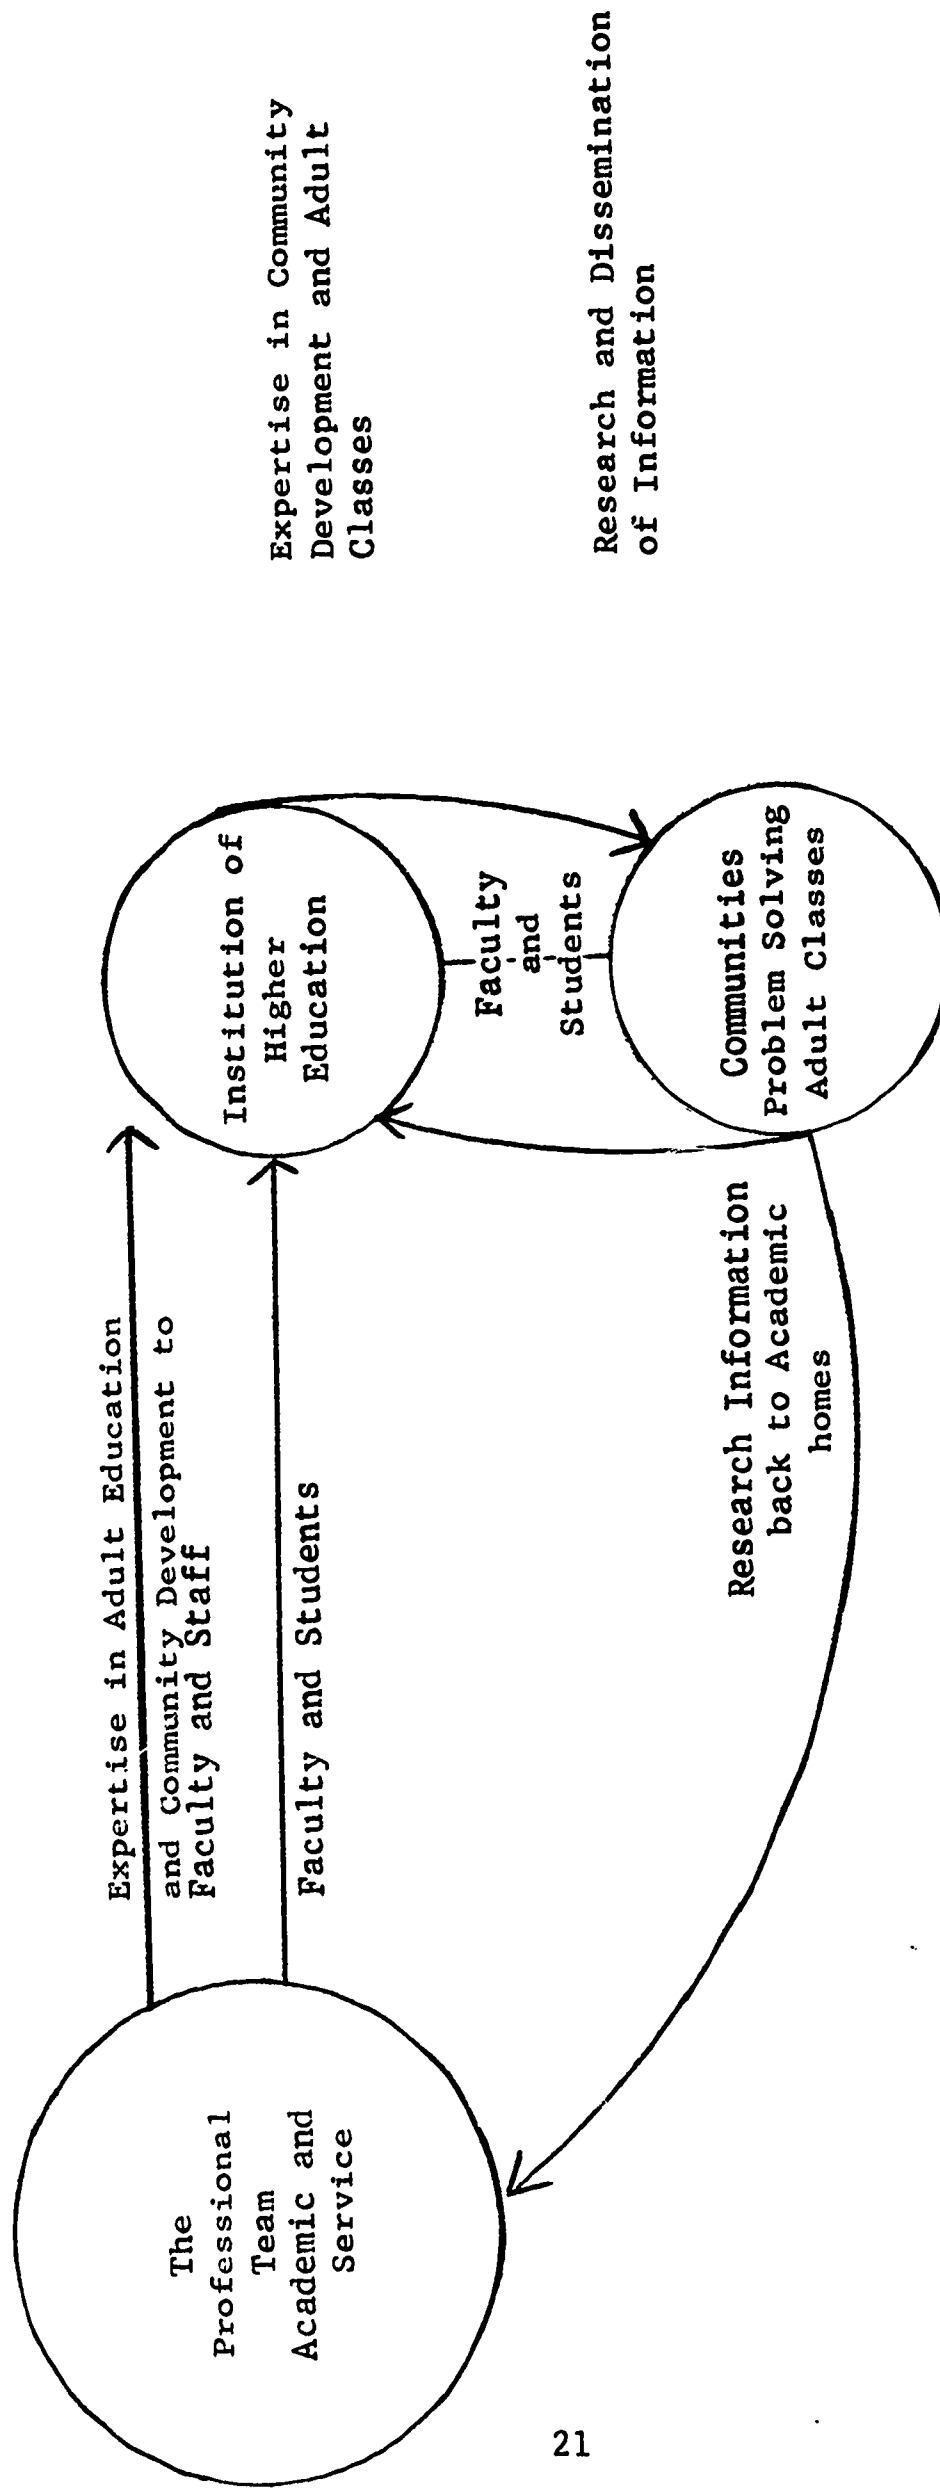 Expertise in Adult Education
and Community Development to
Faculty and Staff
Faculty and Students
The
Professional
Team
Academic and
Service
Institution of
Higher
Education
Expertise in Community
Development and Adult
Classes
Faculty
and
Students
Research and Dissemination
of Information
Communities
Problem Solving
Adult Classes
Research Information
back to Academic
homes
21